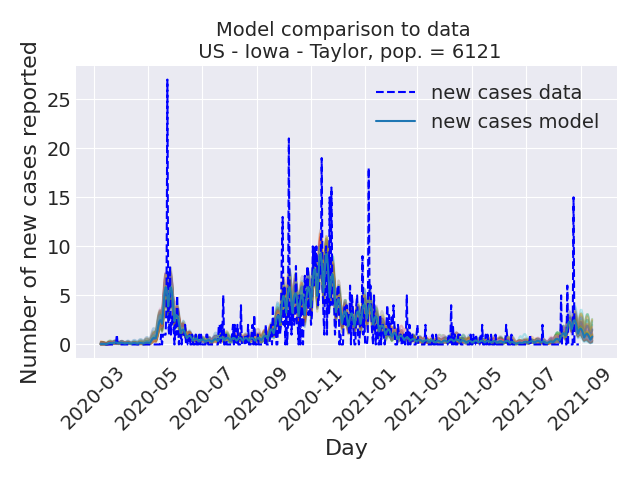 Model comparison to data
US - Iowa - Taylor, pop. = 6121
Number of new cases reported
25
20
15
10
5
0
new cases data
new cases model
2020-03
2020-05
2020-07
2020-09
2020-11
2021-01
2021-03
2021-05
2021-07
2021-09
Day